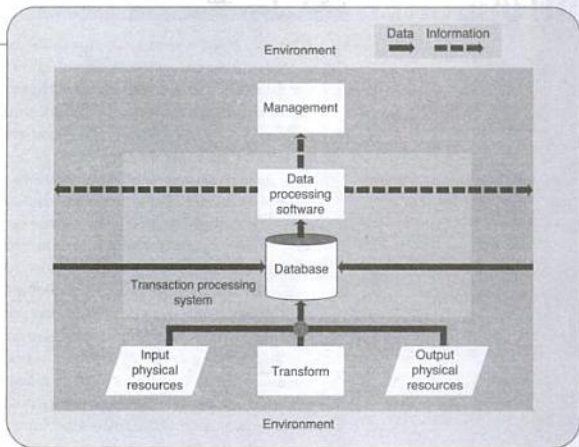 Data Information
Environment
Management
Data
processing
software
Database
Transaction processing
system
Input
physical
resources
Transform
Output
physical
resources
Environment